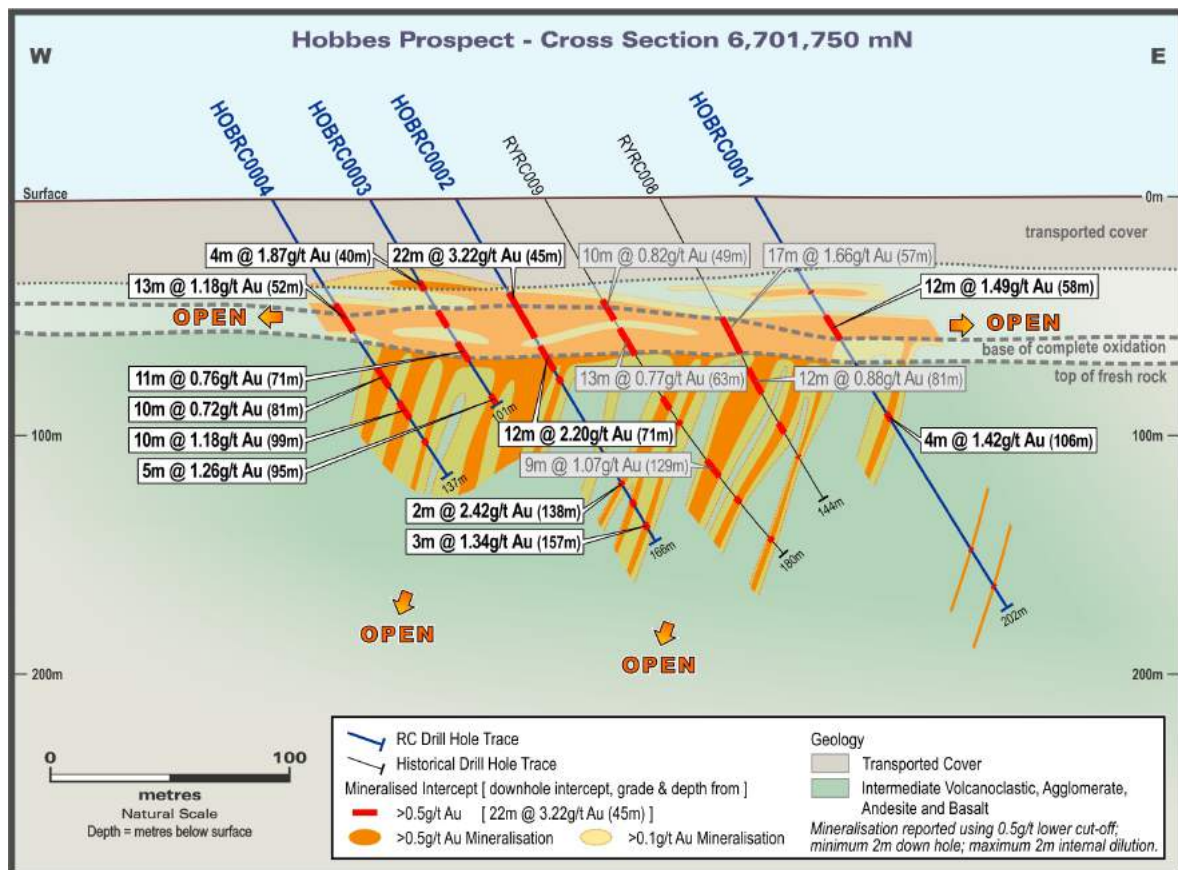 Hobbes Prospect - Cross Section 6,701,750 mN
W
E
HOBRC0004
HOBRC0003
HOBRC0002
RYRC009
RYRC008
HOBRC0001
Surface
0m
transported cover
4m @ 1.87g/t Au (40m)
22m @ 3.22g/t Au (45m)
10m @ 0.82g/t Au (49m)
17m @ 1.66g/t Au (57m)
13m @ 1.18g/t Au (52m)
12m @ 1.49g/t Au (58m)
OPEN
OPEN
base of complete oxidation
top of fresh rock
11m @ 0.76g/t Au (71m)
13m @ 0.77g/t Au (63m)
12m @ 0.88g/t Au (81m)
10m @ 0.72g/t Au (81m)
101m
10m @ 1.18g/t Au (99m)
12m @ 2.20g/t Au (71m)
100m
100m
4m @ 1.42g/t Au (106m)
5m @ 1.26g/t Au (95m)
9m @ 1.07g/t Au (129m)
137m
144m
2m @ 2.42g/t Au (138m)
3m @ 1.34g/t Au (157m)
166m
180m
202m
OPEN
OPEN
200m
200m
0
100
metres
Natural Scale
Depth = metres below surface
RC Drill Hole Trace
Historical Drill Hole Trace
Mineralised Intercept [ downhole intercept, grade & depth from ]
>0.5g/t Au [ 22m @ 3.22g/t Au (45m) ]
>0.5g/t Au Mineralisation
>0.1g/t Au Mineralisation
Geology
Transported Cover
Intermediate Volcanoclastic, Agglomerate,
Andesite and Basalt
Mineralisation reported using 0.5g/t lower cut-off;
minimum 2m down hole; maximum 2m internal dilution.